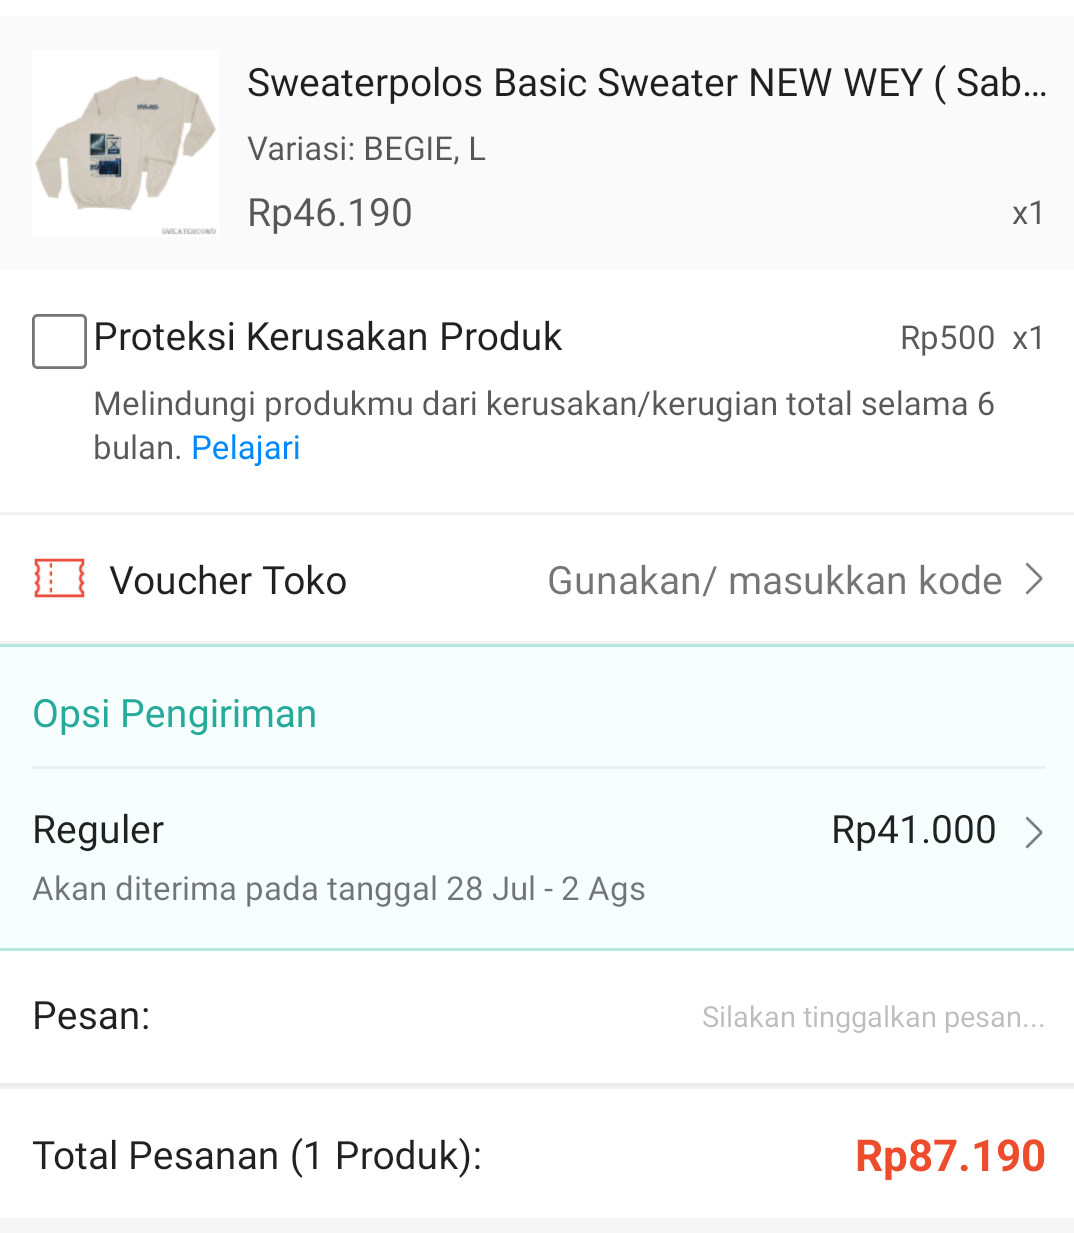 Sweaterpolos Basic Sweater NEW WEY ( Sab...
Variasi: BEGIE, L
Rp46.190 x1
SWEATERCOWD
Proteksi Kerusakan Produk Rp500 x1
Melindungi produkmu dari kerusakan/kerugian total selama 6
bulan. Pelajari
Voucher Toko Gunakan/ masukkan kode
Opsi Pengiriman
Reguler Rp41.000
Akan diterima pada tanggal 28 Jul - 2 Ags
Pesan: Silakan tinggalkan pesan...
Total Pesanan (1 Produk): Rp87.190